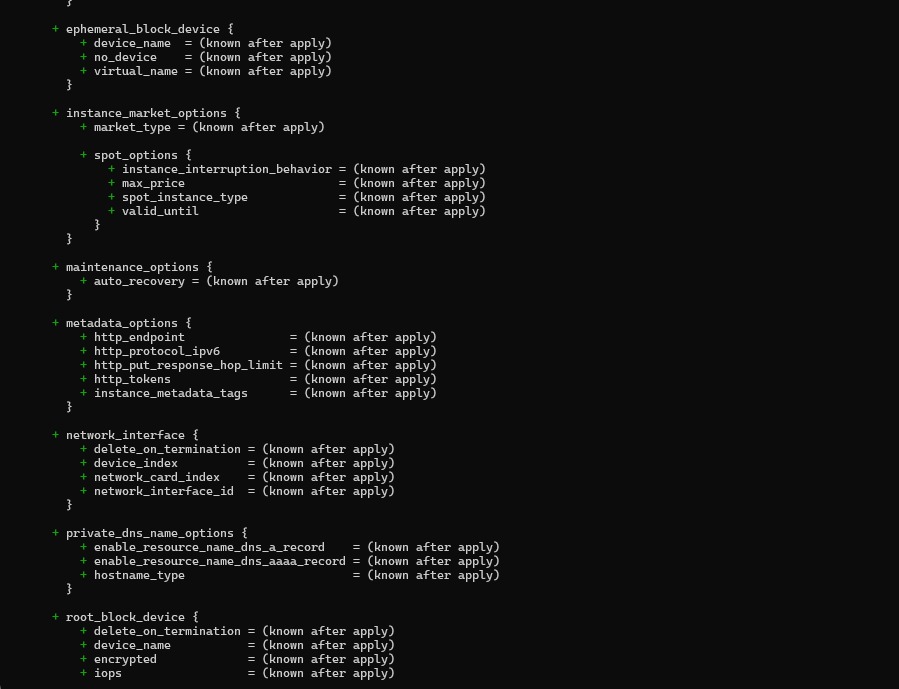 }
+ ephemeral_block_device {
+ device_name  = (known after apply)
+ no_device    = (known after apply)
+ virtual_name = (known after apply)
}
+ instance_market_options {
+ market_type = (known after apply)
+ spot_options {
+ instance_interruption_behavior = (known after apply)
+ max_price                      = (known after apply)
+ spot_instance_type             = (known after apply)
+ valid_until                    = (known after apply)
}
}
+ maintenance_options {
+ auto_recovery = (known after apply)
}
+ metadata_options {
+ http_endpoint               = (known after apply)
+ http_protocol_ipv6          = (known after apply)
+ http_put_response_hop_limit = (known after apply)
+ http_tokens                 = (known after apply)
+ instance_metadata_tags      = (known after apply)
}
+ network_interface {
+ delete_on_termination = (known after apply)
+ device_index          = (known after apply)
+ network_card_index    = (known after apply)
+ network_interface_id  = (known after apply)
}
+ private_dns_name_options {
+ enable_resource_name_dns_a_record    = (known after apply)
+ enable_resource_name_dns_aaaa_record = (known after apply)
+ hostname_type                        = (known after apply)
}
+ root_block_device {
+ delete_on_termination = (known after apply)
+ device_name           = (known after apply)
+ encrypted             = (known after apply)
+ iops                  = (known after apply)